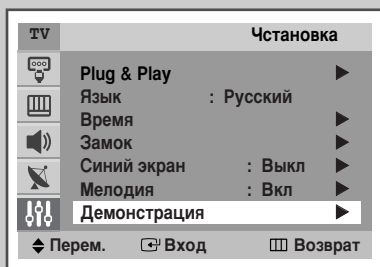 TV Чстановка
Plug & Play
Язык : Русский
Время
Замок
Синий экран : Выкл
Мелодия : Вкл
Демонстрация
Перем. Вход Возврат